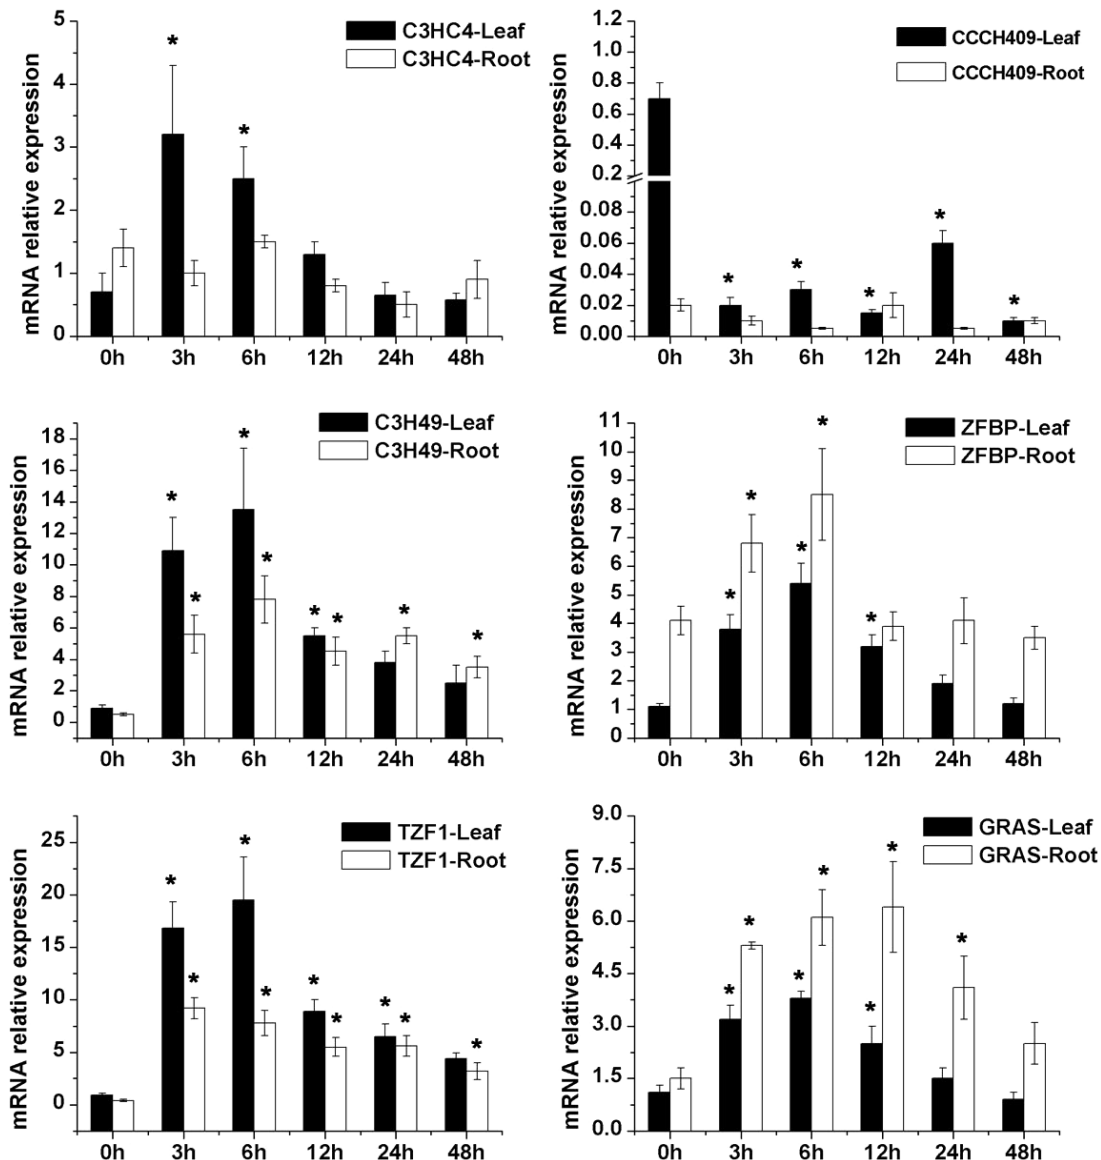 mRNA relative expression
C3HC4-Leaf
C3HC4-Root
5
4
3
2
1
0
* *
0h 3h 6h 12h 24h 48h
mRNA relative expression
CCCH409-Leaf
CCCH409-Root
1.2
1.0
0.8
0.6
0.4
0.2
0.08
0.06
0.04
0.02
0.00
* * * * *
0h 3h 6h 12h 24h 48h
mRNA relative expression
C3H49-Leaf
C3H49-Root
18
16
14
12
10
8
6
4
2
0
* * * * * * * *
0h 3h 6h 12h 24h 48h
mRNA relative expression
ZFBP-Leaf
ZFBP-Root
11
10
9
8
7
6
5
4
3
2
1
0
* * * * *
0h 3h 6h 12h 24h 48h
mRNA relative expression
TZF1-Leaf
TZF1-Root
25
20
15
10
5
0
* * * * * * * * *
0h 3h 6h 12h 24h 48h
mRNA relative expression
GRAS-Leaf
GRAS-Root
9.0
7.5
6.0
4.5
3.0
1.5
0.0
* * * * * * *
0h 3h 6h 12h 24h 48h